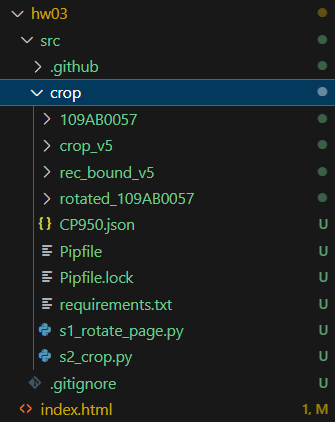 hw03
src
.github
crop
109AB0057
crop_v5
rec_bound_v5
rotated_109AB0057
{} CP950.json U
Pipfile U
Pipfile.lock U
requirements.txt U
s1_rotate_page.py U
s2_crop.py U
.gitignore U
<> index.html 1, M